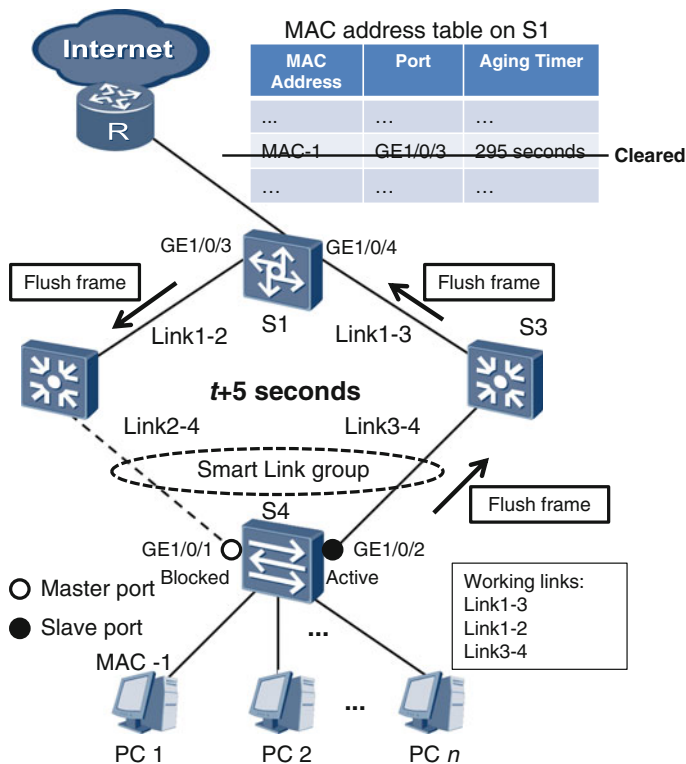 MAC address table on S1
Internet
MAC Address
Port
Aging Timer
... … …
R
MAC-1 GE1/0/3 295 seconds
Cleared
… … …
GE1/0/3
GE1/0/4
Flush frame
Flush frame
S1
S3
Link1-2
Link1-3
t+5 seconds
Link2-4
Link3-4
Smart Link group
S4
Flush frame
GE1/0/1
GE1/0/2
Blocked
Active
Master port
Slave port
Working links:
Link1-3
Link1-2
Link3-4
...
MAC -1
...
PC 1
PC 2
PC n